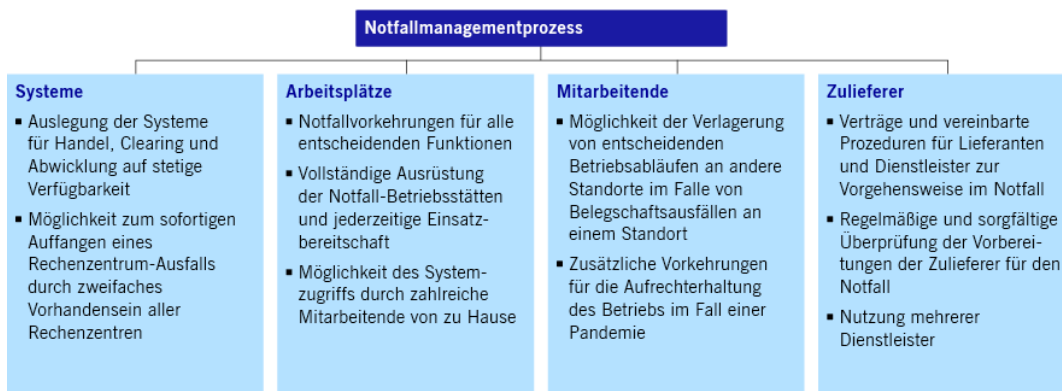 Notfallmanagementprozess
Systeme
▪ Auslegung der Systeme
für Handel, Clearing und
Abwicklung auf stetige
Verfügbarkeit
▪ Möglichkeit zum sofortigen
Auffangen eines
Rechenzentrum-Ausfalls
durch zweifaches
Vorhandensein aller
Rechenzentren
Arbeitsplätze
▪ Notfallvorkehrungen für alle
entscheidenden Funktionen
▪ Vollständige Ausrüstung
der Notfall-Betriebsstätten
und jederzeitige Einsatz-
bereitschaft
▪ Möglichkeit des System-
zugriffs durch zahlreiche
Mitarbeitende von zu Hause
Mitarbeitende
▪ Möglichkeit der Verlagerung
von entscheidenden
Betriebsabläufen an andere
Standorte im Falle von
Belegschaftsausfällen an
einem Standort
▪ Zusätzliche Vorkehrungen
für die Aufrechterhaltung
des Betriebs im Fall einer
Pandemie
Zulieferer
▪ Verträge und vereinbarte
Prozeduren für Lieferanten
und Dienstleister zur
Vorgehensweise im Notfall
▪ Regelmäßige und sorgfältige
Überprüfung der Vorberei-
tungen der Zulieferer für den
Notfall
▪ Nutzung mehrerer
Dienstleister